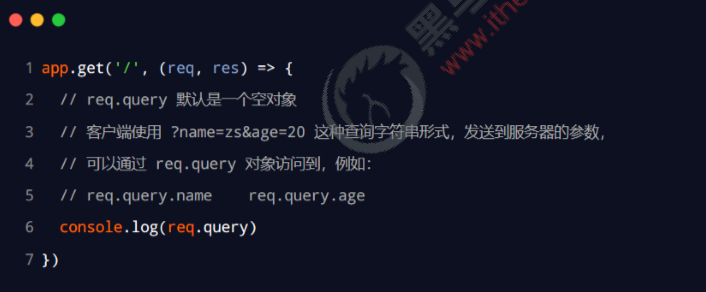 黑马
www.ithe
1 app.get('/', (req, res) => {
2 // req.query 默认是一个空对象
3 // 客户端使用 ?name=zs&age=20 这种查询字符串形式，发送到服务器的参数，
4 // 可以通过 req.query 对象访问到，例如：
5 // req.query.name    req.query.age
6 console.log(req.query)
7 })